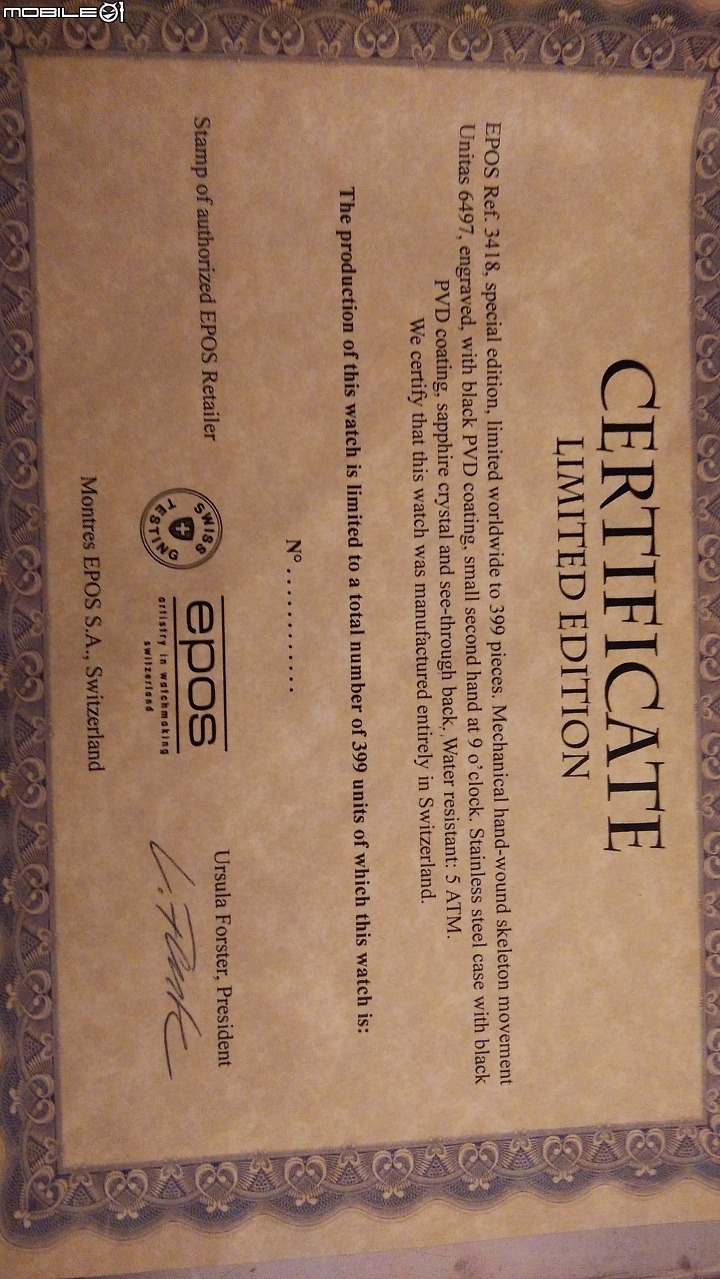 MOBILE01
CERTIFICATE
LIMITED EDITION
EPOS Ref. 3418, special edition, limited worldwide to 399 pieces. Mechanical hand-wound skeleton movement
Unitas 6497, engraved, with black PVD coating, small second hand at 9 o'clock. Stainless steel case with black
PVD coating, sapphire crystal and see-through back, Water resistant: 5 ATM.
We certify that this watch was manufactured entirely in Switzerland.
The production of this watch is limited to a total number of 399 units of which this watch is:
N° ............
Stamp of authorized EPOS Retailer
SWISS TESTING
epos
artistry in watchmaking
switzerland
Ursula Forster, President
Montres EPOS S.A., Switzerland